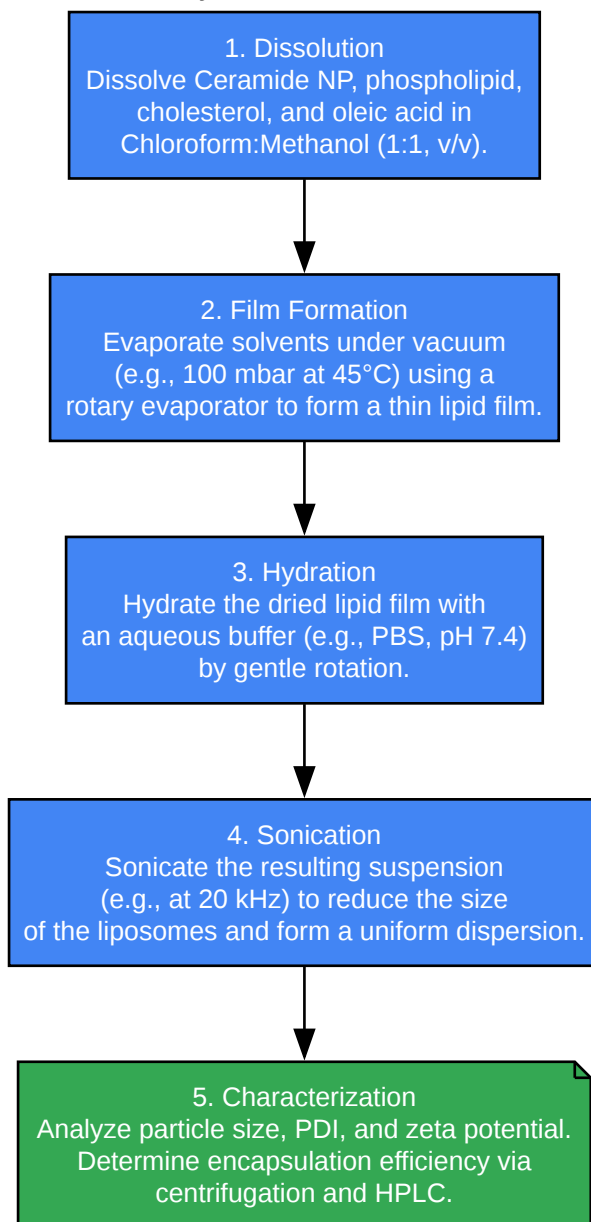 1. Dissolution
Dissolve Ceramide NP, phospholipid,
cholesterol, and oleic acid in
Chloroform:Methanol (1:1, v/v).
2. Film Formation
Evaporate solvents under vacuum
(e.g., 100 mbar at 45°C) using a
rotary evaporator to form a thin lipid film.
3. Hydration
Hydrate the dried lipid film with
an aqueous buffer (e.g., PBS, pH 7.4)
by gentle rotation.
4. Sonication
Sonicate the resulting suspension
(e.g., at 20 kHz) to reduce the size
of the liposomes and form a uniform dispersion.
5. Characterization
Analyze particle size, PDI, and zeta potential.
Determine encapsulation efficiency via
centrifugation and HPLC.